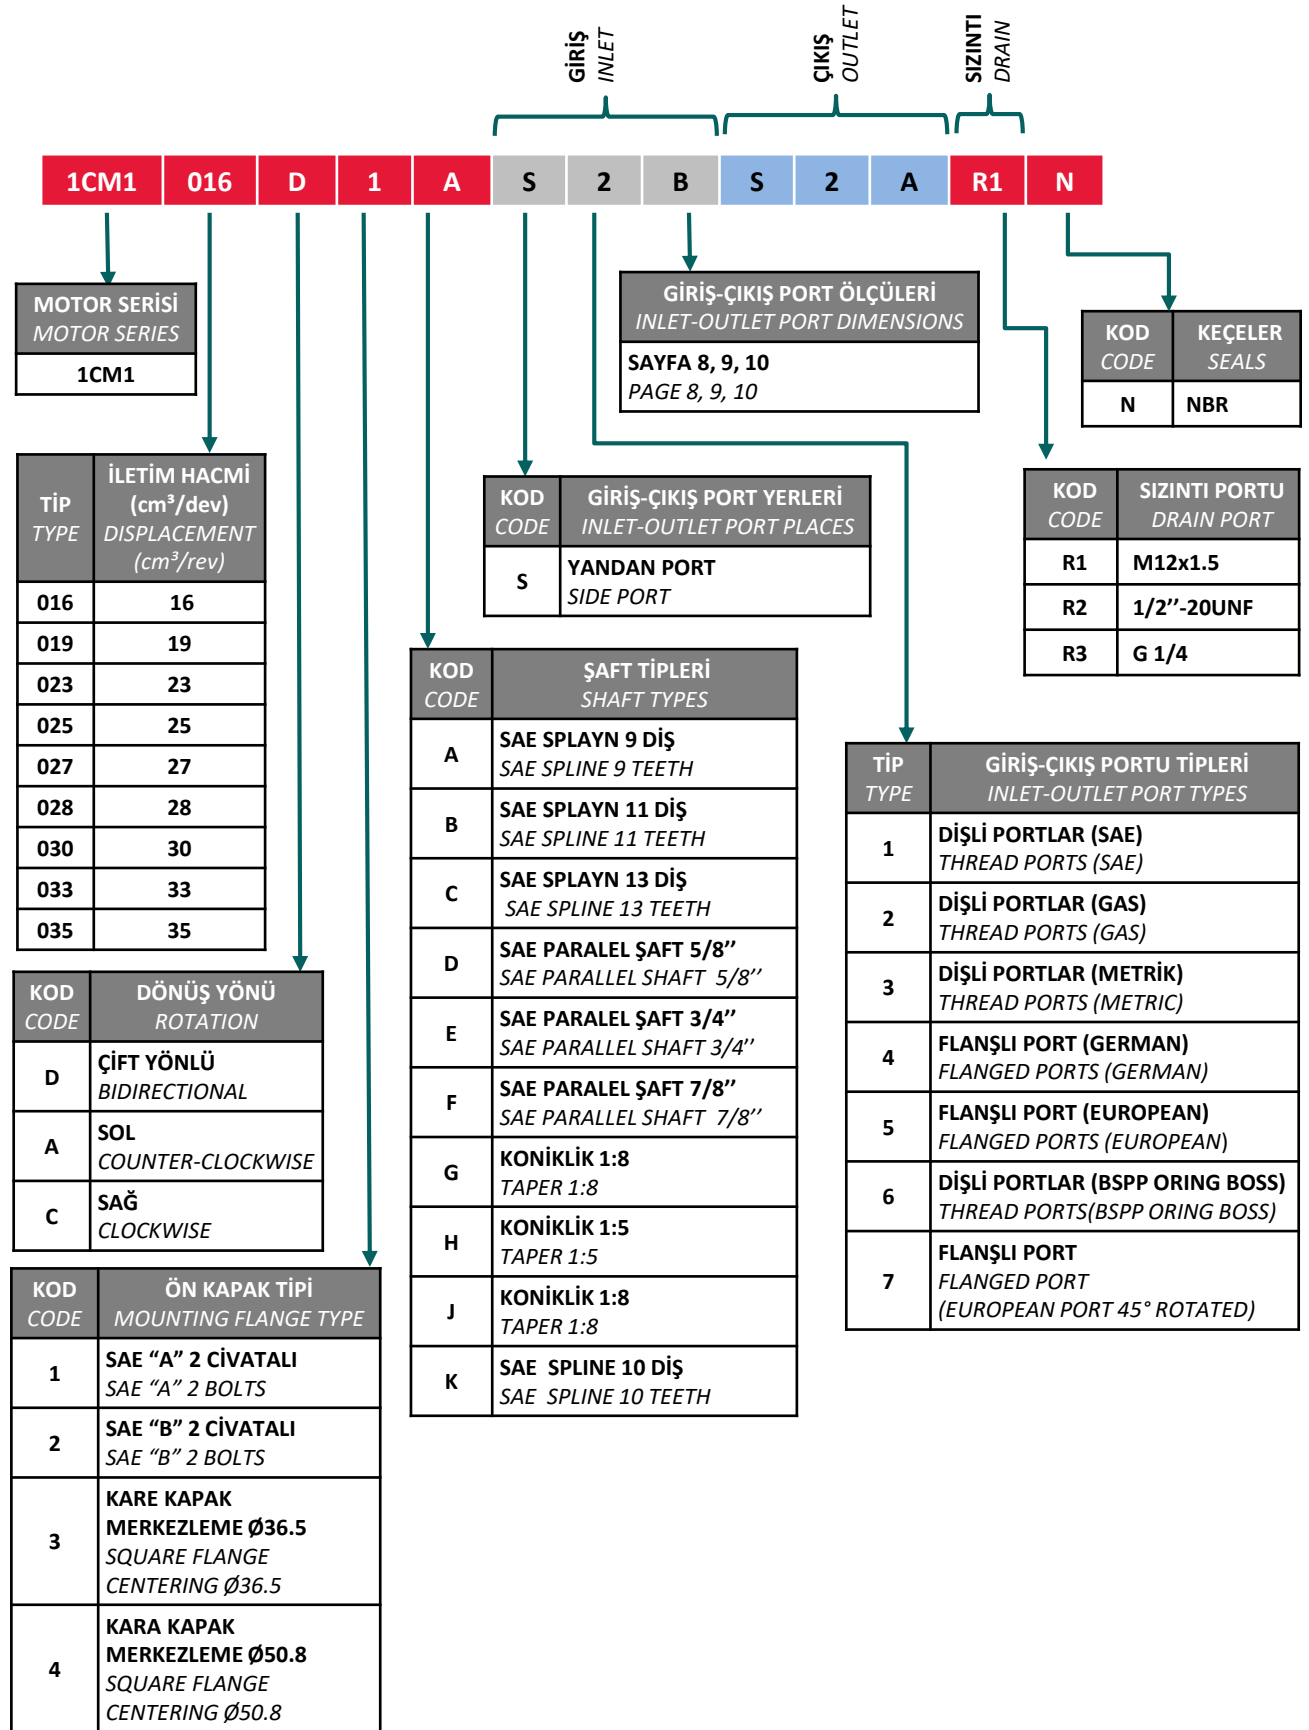 GİRİŞ
INLET
ÇIKIŞ
OUTLET
SIZINTI
DRAIN
1CM1 016 D 1 A S 2 B S 2 A R1 N
MOTOR SERİSİ
MOTOR SERIES
1CM1
GİRİŞ-ÇIKIŞ PORT ÖLÇÜLERİ
INLET-OUTLET PORT DIMENSIONS
SAYFA 8, 9, 10
PAGE 8, 9, 10
KOD KEÇELER
CODE SEALS
N NBR
TİP İLETİM HACMİ
TYPE (cm³/dev)
DISPLACEMENT
(cm³/rev)
016 16
019 19
023 23
025 25
027 27
028 28
030 30
033 33
035 35
KOD GİRİŞ-ÇIKIŞ PORT YERLERİ
CODE INLET-OUTLET PORT PLACES
S YANDAN PORT
SIDE PORT
KOD SIZINTI PORTU
CODE DRAIN PORT
R1 M12x1.5
R2 1/2’’-20UNF
R3 G 1/4
KOD ŞAFT TİPLERİ
CODE SHAFT TYPES
A SAE SPLAYN 9 DİŞ
SAE SPLINE 9 TEETH
B SAE SPLAYN 11 DİŞ
SAE SPLINE 11 TEETH
C SAE SPLAYN 13 DİŞ
SAE SPLINE 13 TEETH
D SAE PARALEL ŞAFT 5/8’’
SAE PARALLEL SHAFT 5/8’’
E SAE PARALEL ŞAFT 3/4’’
SAE PARALLEL SHAFT 3/4’’
F SAE PARALEL ŞAFT 7/8’’
SAE PARALLEL SHAFT 7/8’’
G KONİKLİK 1:8
TAPER 1:8
H KONİKLİK 1:5
TAPER 1:5
J KONİKLİK 1:8
TAPER 1:8
K SAE SPLINE 10 DİŞ
SAE SPLINE 10 TEETH
TİP GİRİŞ-ÇIKIŞ PORTU TİPLERİ
TYPE INLET-OUTLET PORT TYPES
1 DİŞLİ PORTLAR (SAE)
THREAD PORTS (SAE)
2 DİŞLİ PORTLAR (GAS)
THREAD PORTS (GAS)
3 DİŞLİ PORTLAR (METRİK)
THREAD PORTS (METRIC)
4 FLANŞLI PORT (GERMAN)
FLANGED PORTS (GERMAN)
5 FLANŞLI PORT (EUROPEAN)
FLANGED PORTS (EUROPEAN)
6 DİŞLİ PORTLAR (BSPP ORING BOSS)
THREAD PORTS(BSPP ORING BOSS)
7 FLANŞLI PORT
FLANGED PORT
(EUROPEAN PORT 45° ROTATED)
KOD DÖNÜŞ YÖNÜ
CODE ROTATION
D ÇİFT YÖNLÜ
BIDIRECTIONAL
A SOL
COUNTER-CLOCKWISE
C SAĞ
CLOCKWISE
KOD ÖN KAPAK TİPİ
CODE MOUNTING FLANGE TYPE
1 SAE “A” 2 CİVATALI
SAE “A” 2 BOLTS
2 SAE “B” 2 CİVATALI
SAE “B” 2 BOLTS
3 KARE KAPAK
MERKEZLEME Ø36.5
SQUARE FLANGE
CENTERING Ø36.5
4 KARA KAPAK
MERKEZLEME Ø50.8
SQUARE FLANGE
CENTERING Ø50.8